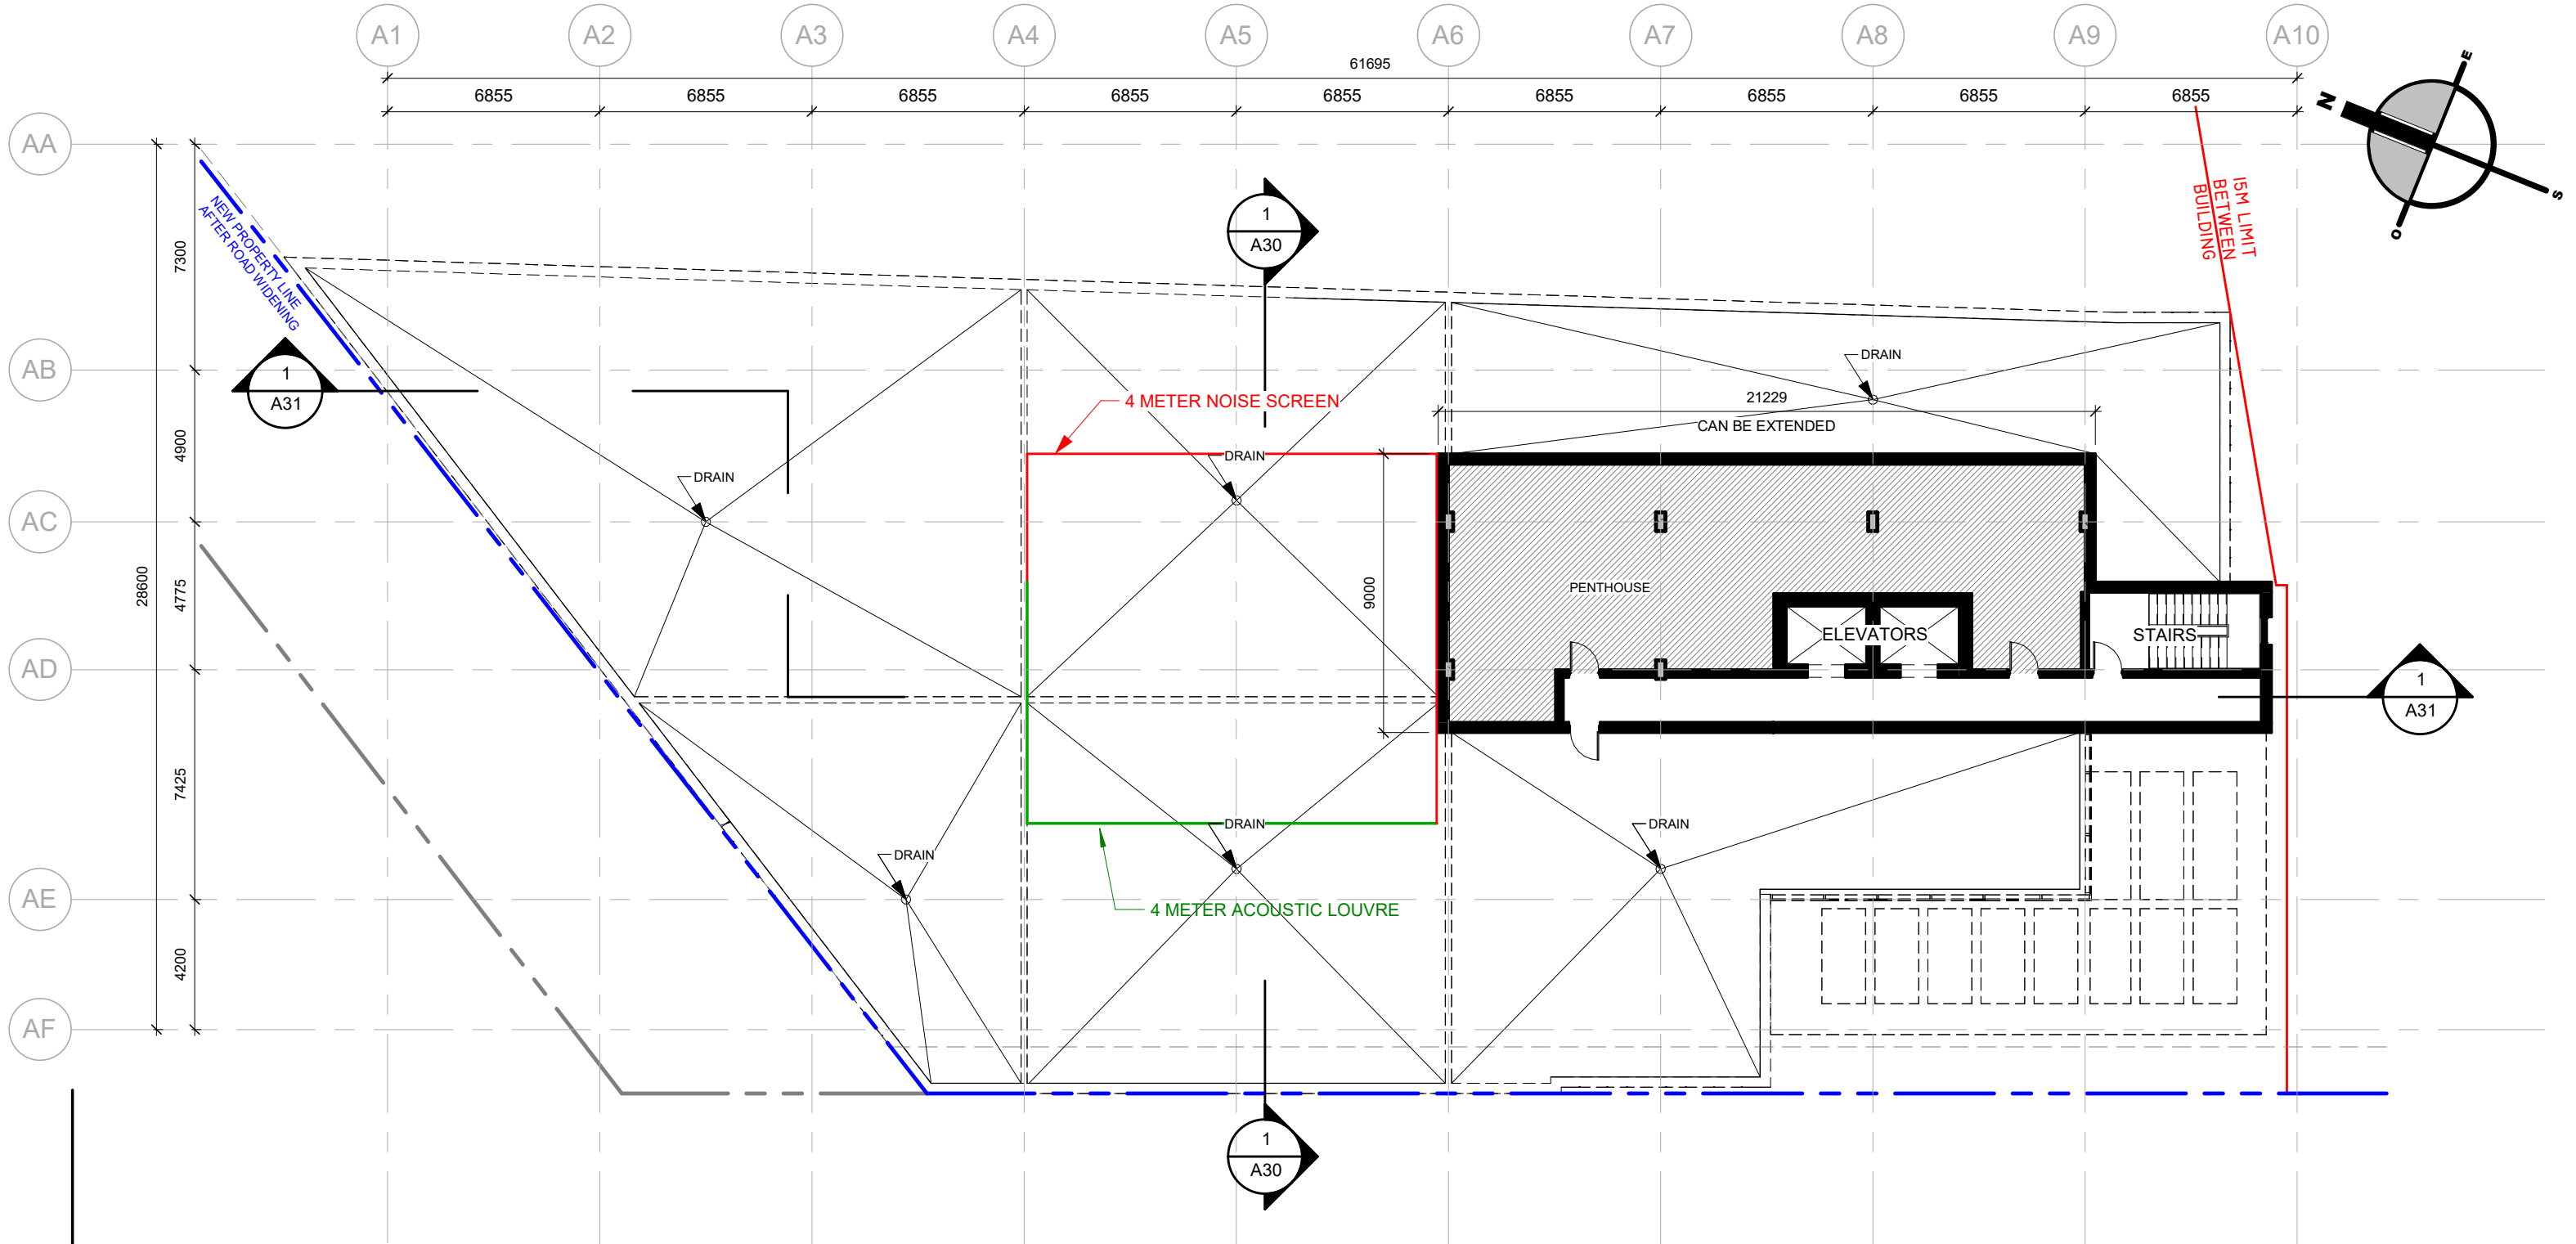 A1
A2
A3
A4
A5
A6
A7
A8
A9
A10
61695
6855
6855
6855
6855
6855
6855
6855
6855
6855
AA
AB
AC
AD
AE
AF
28600
7300
4900
4775
7425
4200
N
E
S
O
NEW PROPERTY LINE
AFTER ROAD WIDENING
15M LIMIT
BETWEEN
BUILDING
1
A30
1
A31
DRAIN
4 METER NOISE SCREEN
DRAIN
21229
CAN BE EXTENDED
DRAIN
DRAIN
9000
PENTHOUSE
ELEVATORS
STAIRS
1
A31
DRAIN
DRAIN
DRAIN
4 METER ACOUSTIC LOUVRE
1
A30